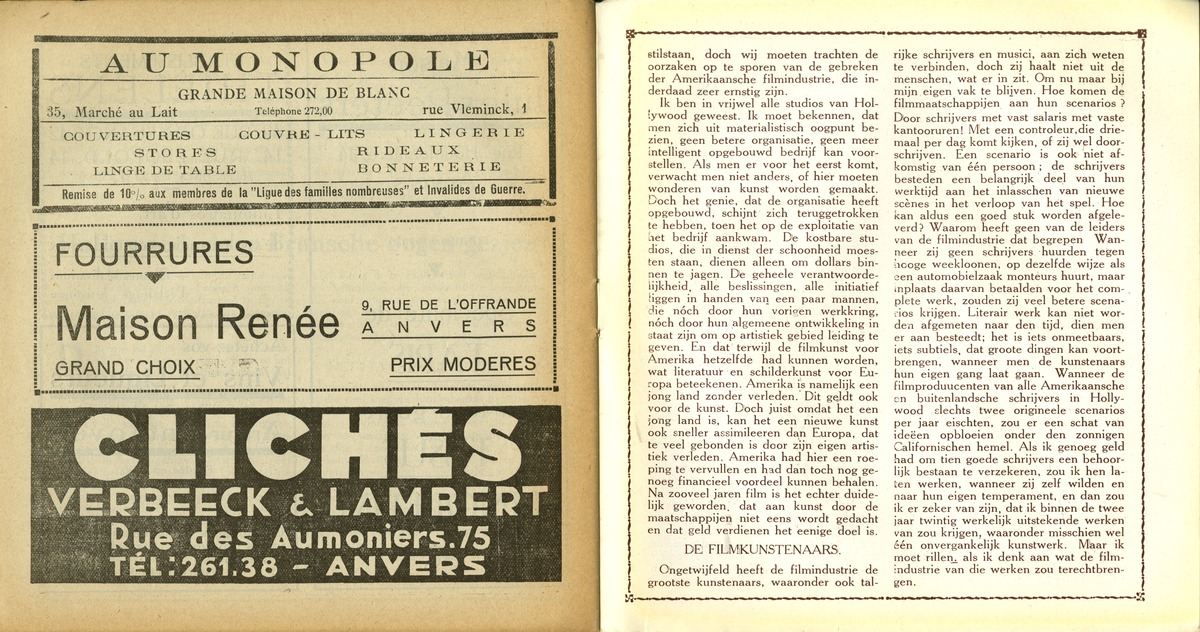 AU MONOPOLE
GRANDE MAISON DE BLANC
35, Marché au Lait Teléphone 272,00 rue Vleminck, 1
COUVERTURES COUVRE - LITS LINGERIE
STORES RIDEAUX
LINGE DE TABLE BONNETERIE
Remise de 10% aux membres de la "Ligue des familles nombreuses" et Invalides de Guerre.
FOURRURES
Maison Renée
9, RUE DE L'OFFRANDE
ANVERS
GRAND CHOIX PRIX MODERES
CLICHÉS
VERBEECK & LAMBERT
Rue des Aumoniers.75
TÉL:261.38 - ANVERS
stilstaan, doch wij moeten trachten de
oorzaken op te sporen van de gebreken
der Amerikaansche filmindustrie, die in-
derdaad zeer ernstig zijn.
Ik ben in vrijwel alle studios van Hol-
lywood geweest. Ik moet bekennen, dat
men zich uit materialistisch oogpunt be-
zien, geen betere organisatie, geen meer
intelligent opgebouwd bedrijf kan voor-
stellen. Als men er voor het eerst komt,
verwacht men niet anders, of hier moeten
wonderen van kunst worden gemaakt.
Doch het genie, dat de organisatie heeft
opgebouwd, schijnt zich teruggetrokken
te hebben, toen het op de exploitatie van
het bedrijf aankwam. De kostbare stu-
dios, die in dienst der schoonheid moes-
ten staan, dienen alleen om dollars bin-
nen te jagen. De geheele verantwoorde-
lijkheid, alle beslissingen, alle initiatief
liggen in handen van een paar mannen,
die nóch door hun vorigen werkkring,
nóch door hun algemeene ontwikkeling in
staat zijn om op artistiek gebied leiding te
geven. En dat terwijl de filmkunst voor
Amerika hetzelfde had kunnen worden,
wat literatuur en schilderkunst voor Eu-
ropa beteekenen. Amerika is namelijk een
jong land zonder verleden. Dit geldt ook
voor de kunst. Doch juist omdat het een
jong land is, kan het een nieuwe kunst
ook sneller assimileeren dan Europa, dat
te veel gebonden is door zijn eigen artis-
tiek verleden. Amerika had hier een roe-
ping te vervullen en had dan toch nog ge-
noeg financieel voordeel kunnen behalen.
Na zooveel jaren film is het echter duide-
lijk geworden, dat aan kunst door de
maatschappijen niet eens wordt gedacht
en dat geld verdienen het eenige doel is.
DE FILMKUNSTENAARS.
Ongetwijfeld heeft de filmindustrie de
grootste kunstenaars, waaronder ook tal-
rijke schrijvers en musici, aan zich weten
te verbinden, doch zij haalt niet uit de
menschen, wat er in zit. Om nu maar bij
mijn eigen vak te blijven. Hoe komen de
filmmaatschappijen aan hun scenarios ?
Door schrijvers met vast salaris met vaste
kantooruren! Met een controleur,die drie-
maal per dag komt kijken, of zij wel door-
schrijven. Een scenario is ook niet af-
komstig van één persoon ; de schrijvers
besteden een belangrijk deel van hun
werktijd aan het inlasschen van nieuwe
scènes in het verloop van het spel. Hoe
kan aldus een goed stuk worden afgele-
verd? Waarom heeft geen van de leiders
van de filmindustrie dat begrepen Wan-
neer zij geen schrijvers huurden tegen
hooge weekloonen, op dezelfde wijze als
een automobielzaak monteurs huurt, maar
inplaats daarvan betaalden voor het com-
plete werk, zouden zij veel betere scena-
rios krijgen. Literair werk kan niet wor-
den afgemeten naar den tijd, dien men
er aan besteedt; het is iets onmeetbaars,
iets subtiels, dat groote dingen kan voort-
brengen, wanneer men de kunstenaars
hun eigen gang laat gaan. Wanneer de
filmproduucenten van alle Amerikaansche
en buitenlandsche schrijvers in Holly-
wood slechts twee origineele scenarios
per jaar eischten, zou er een schat van
ideëen opbloeien onder den zonnigen
Californischen hemel. Als ik genoeg geld
had om tien goede schrijvers een behoor-
lijk bestaan te verzekeren, zou ik hen la-
ten werken, wanneer zij zelf wilden en
naar hun eigen temperament, en dan zou
ik er zeker van zijn, dat ik binnen de twee
jaar twintig werkelijk uitstekende werken
van zou krijgen, waaronder misschien wel
één onvergankelijk kunstwerk. Maar ik
moet rillen, als ik denk aan wat de film-
industrie van die werken zou terechtbren-
gen.